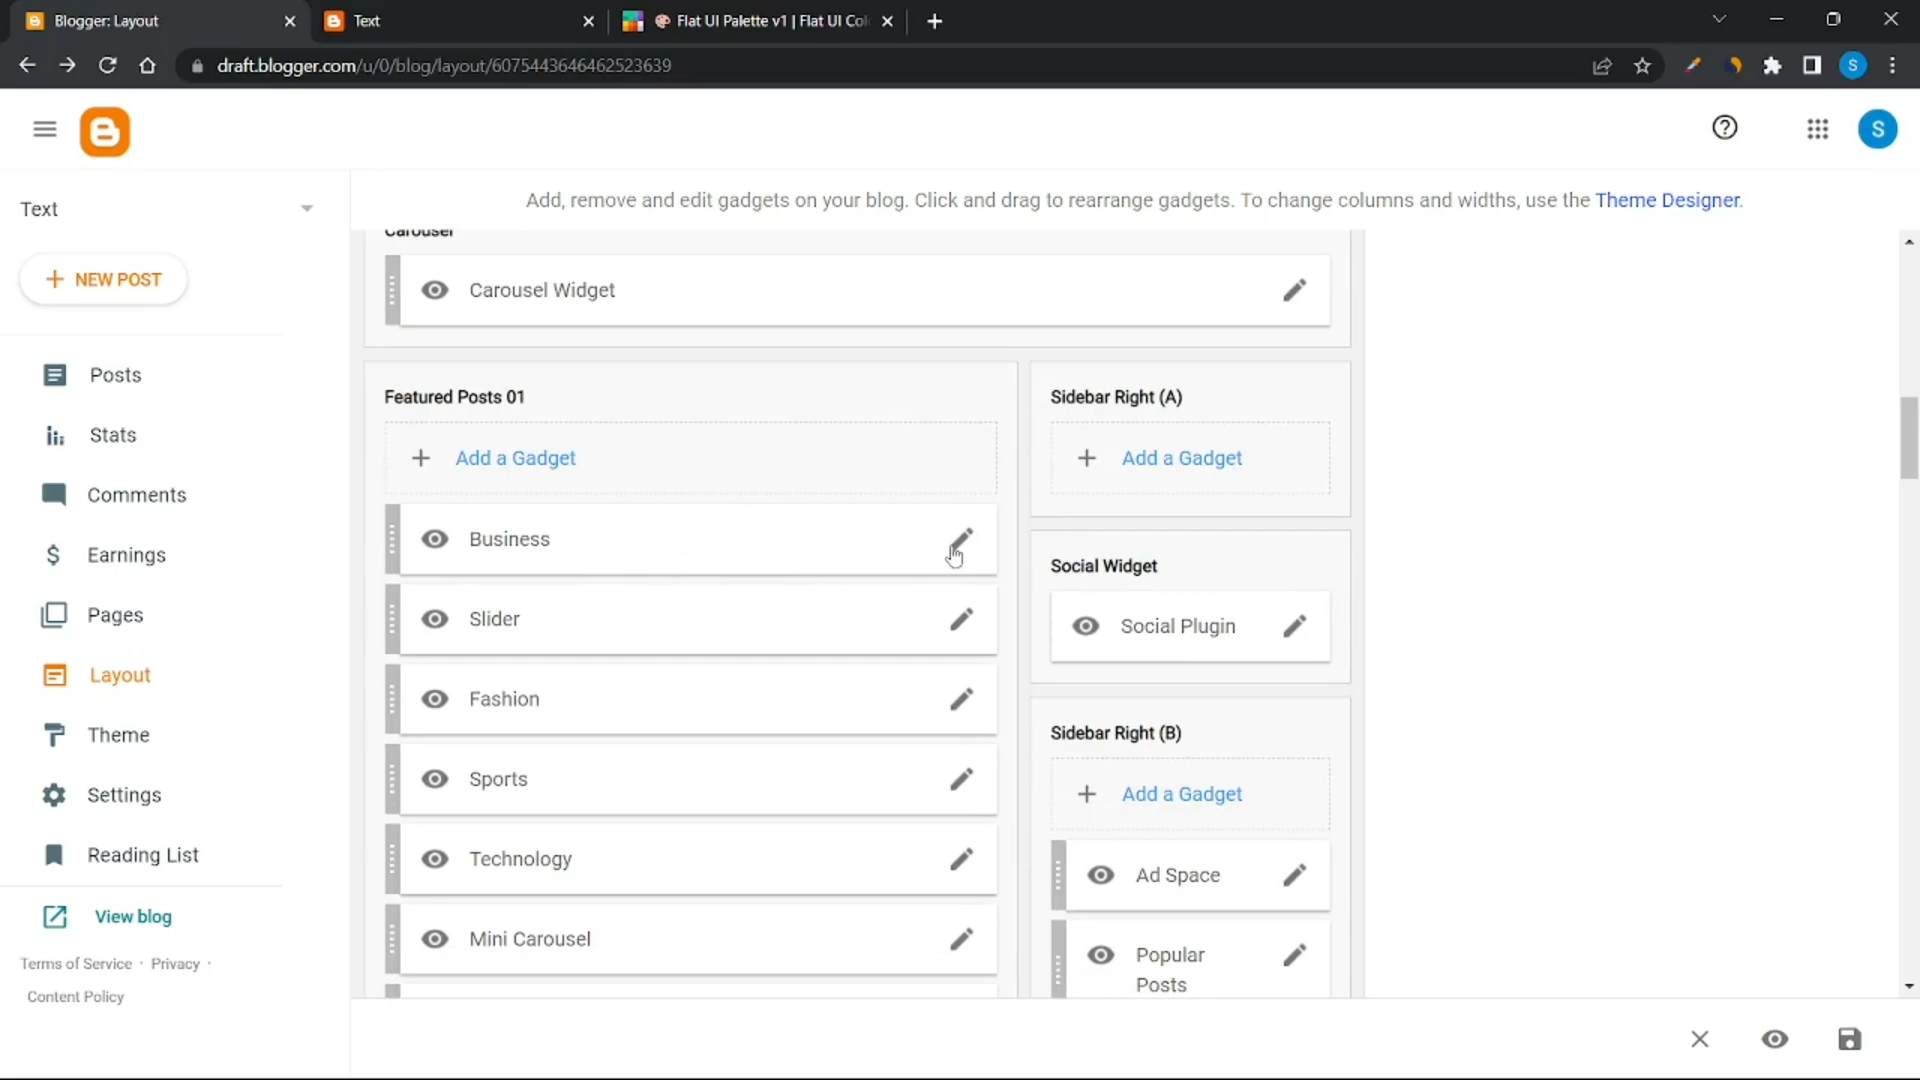 Blogger: Layout
Text
Flat UI Palette v1 | Flat UI Col
draft.blogger.com/u/0/blog/layout/6075443646462523639
S
S
Text
Add, remove and edit gadgets on your blog. Click and drag to rearrange gadgets. To change columns and widths, use the Theme Designer.
NEW POST
Posts
Stats
Comments
Earnings
Pages
Layout
Theme
Settings
Reading List
View blog
Terms of Service · Privacy ·
Content Policy
Carousel
Carousel Widget
Featured Posts 01
Add a Gadget
Business
Slider
Fashion
Sports
Technology
Mini Carousel
Sidebar Right (A)
Add a Gadget
Social Widget
Social Plugin
Sidebar Right (B)
Add a Gadget
Ad Space
Popular
Posts